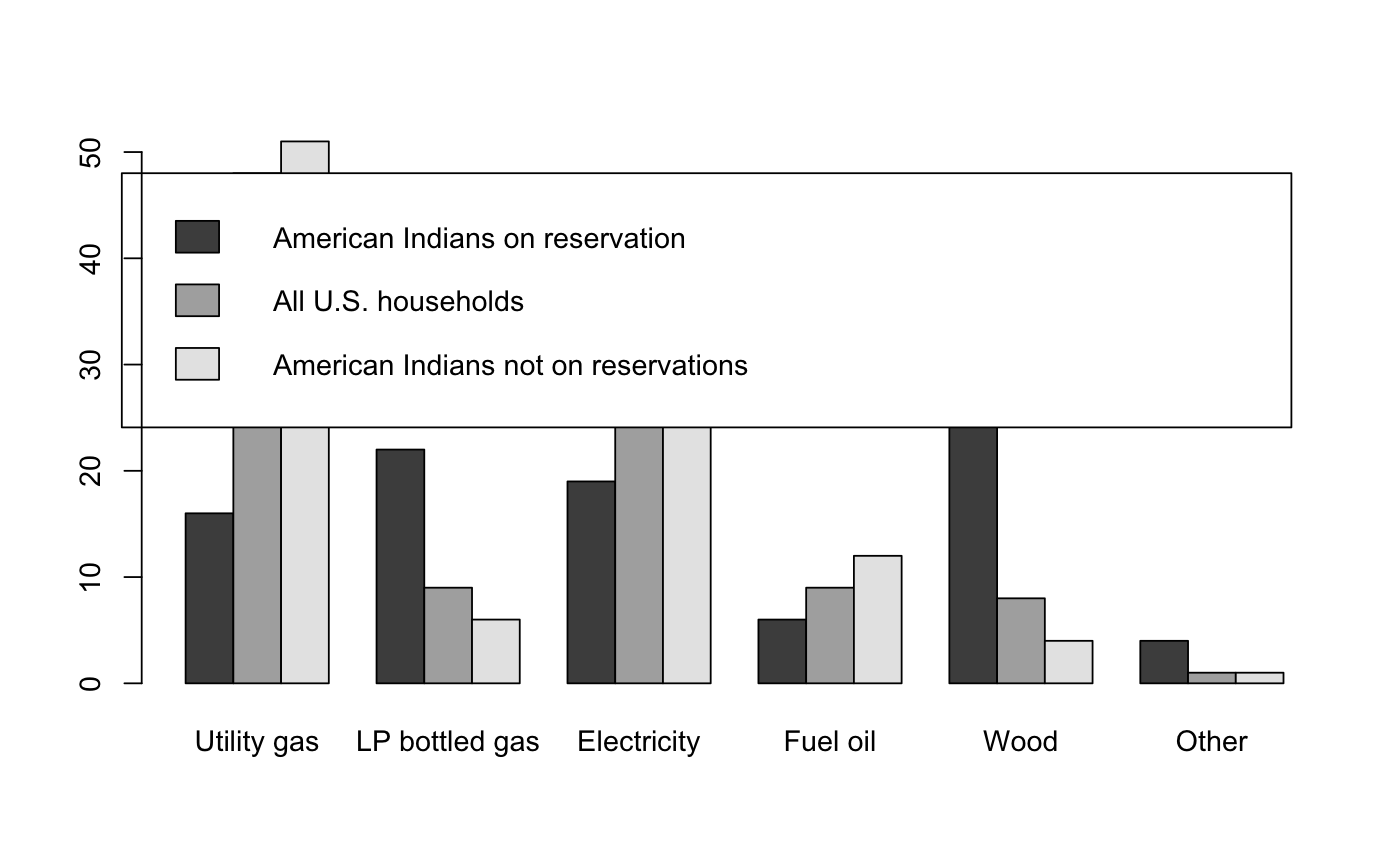 50
40
30
20
10
0
American Indians on reservation
All U.S. households
American Indians not on reservations
Utility gas LP bottled gas Electricity Fuel oil Wood Other